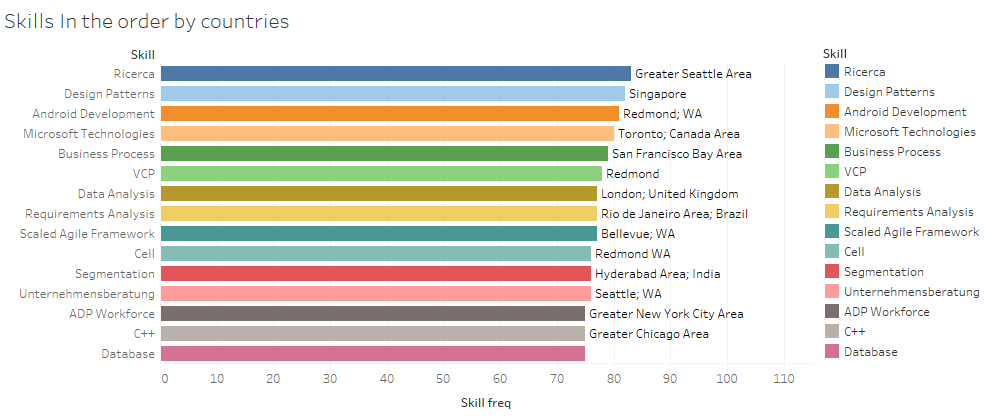 Skills In the order by countries
Skill
Ricerca Greater Seattle Area
Design Patterns Singapore
Android Development Redmond; WA
Microsoft Technologies Toronto; Canada Area
Business Process San Francisco Bay Area
VCP Redmond
Data Analysis London; United Kingdom
Requirements Analysis Rio de Janeiro Area; Brazil
Scaled Agile Framework Bellevue; WA
Cell Redmond WA
Segmentation Hyderabad Area; India
Unternehmensberatung Seattle; WA
ADP Workforce Greater New York City Area
C++ Greater Chicago Area
Database
0 10 20 30 40 50 60 70 80 90 100 110
Skill freq
Skill
Ricerca
Design Patterns
Android Development
Microsoft Technologies
Business Process
VCP
Data Analysis
Requirements Analysis
Scaled Agile Framework
Cell
Segmentation
Unternehmensberatung
ADP Workforce
C++
Database